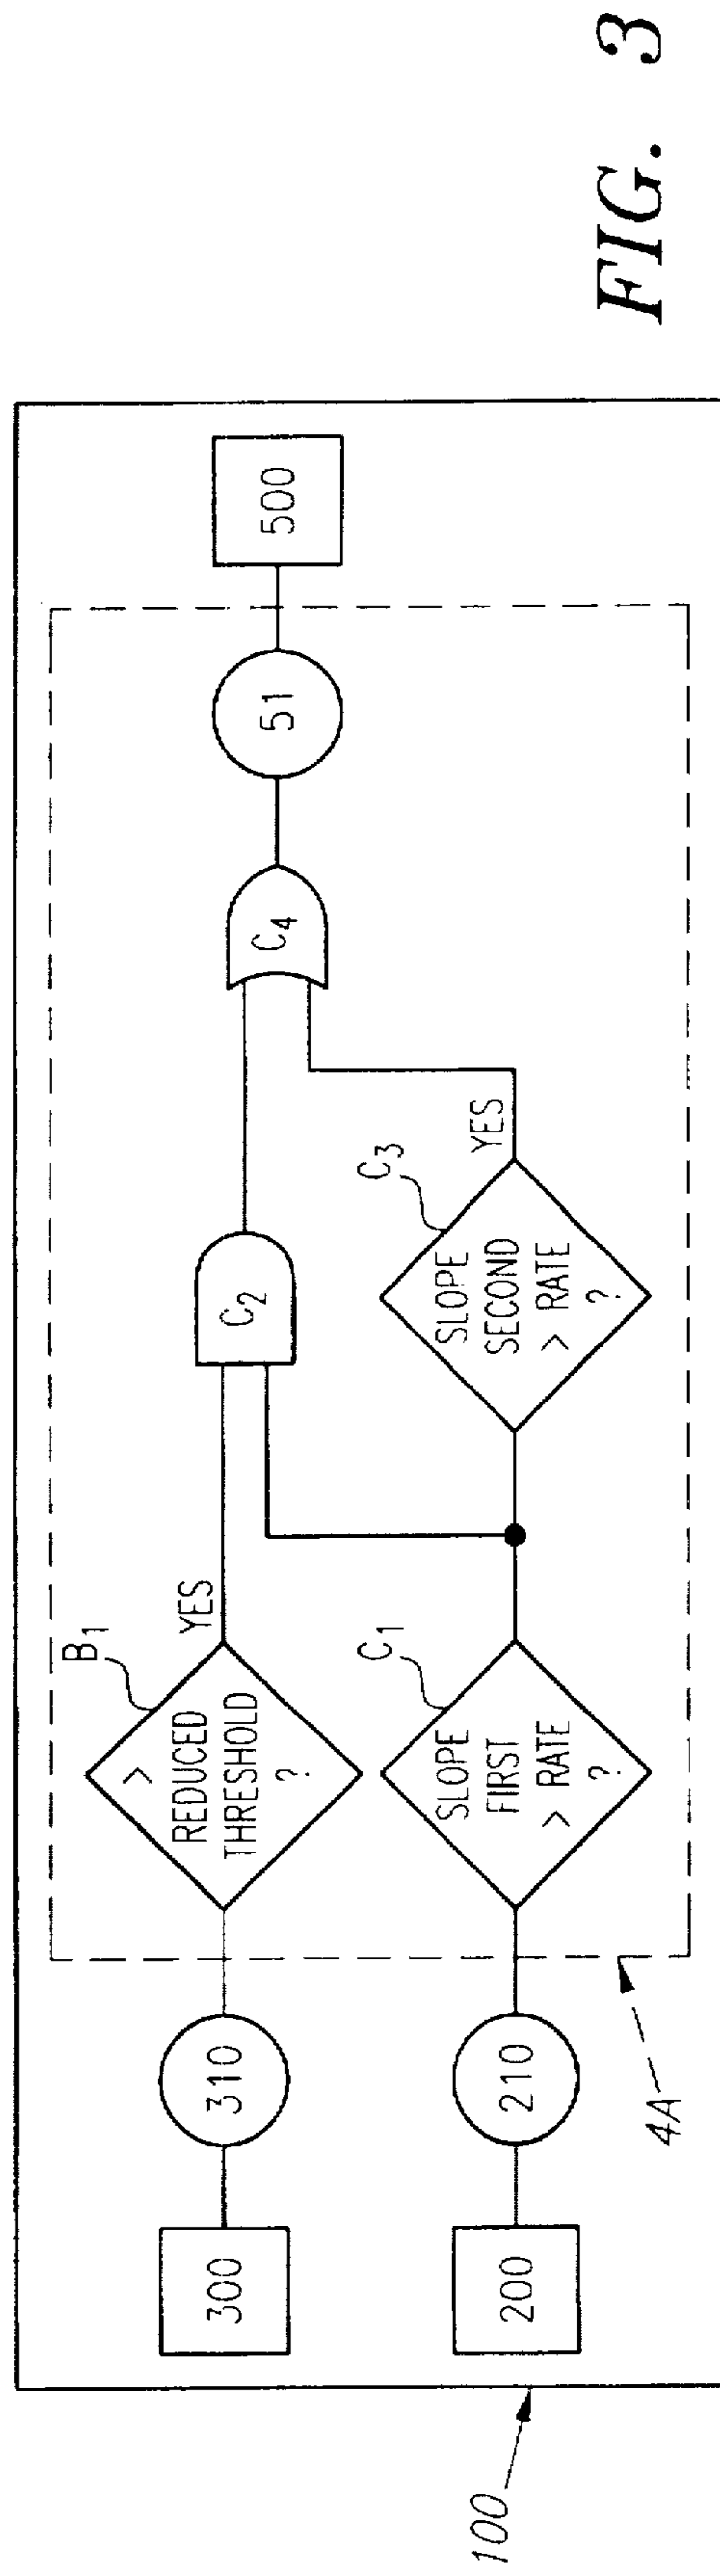 300
310
>
REDUCED
THRESHOLD
?
B1
YES
C2
C4
51
500
200
210
SLOPE
FIRST
> RATE
?
C1
SLOPE
SECOND
> RATE
?
C3
YES
4A
100
FIG. 3